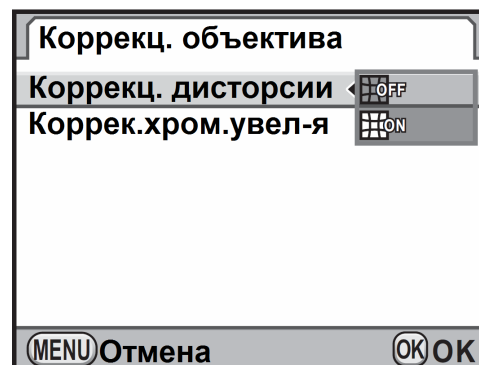 Коррекц. объектива
Коррекц. дисторсии OFF
Коррек.хром.увел-я ON
MENU Отмена OK OK